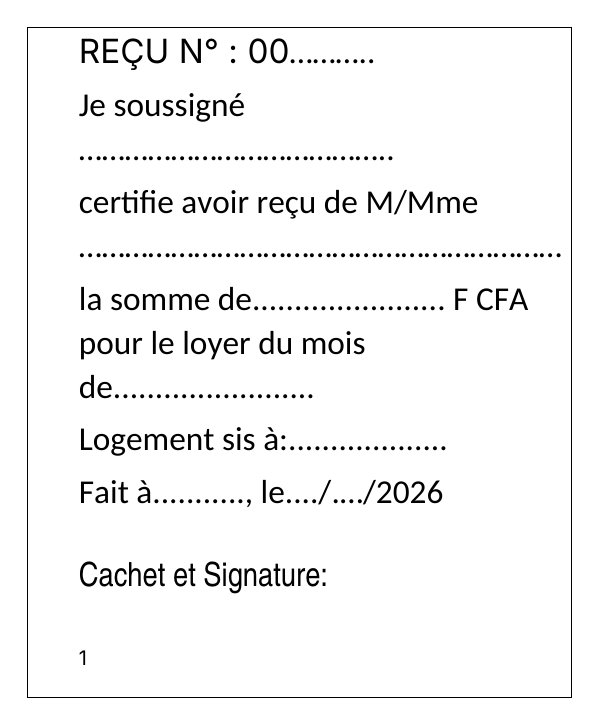 REÇU N° : 00………..
Je soussigné
…………………………………..
certifie avoir reçu de M/Mme
………………………………………………………
la somme de....................... F CFA
pour le loyer du mois
de........................
Logement sis à:...................
Fait à..........., le..../..../2026
Cachet et Signature:
1